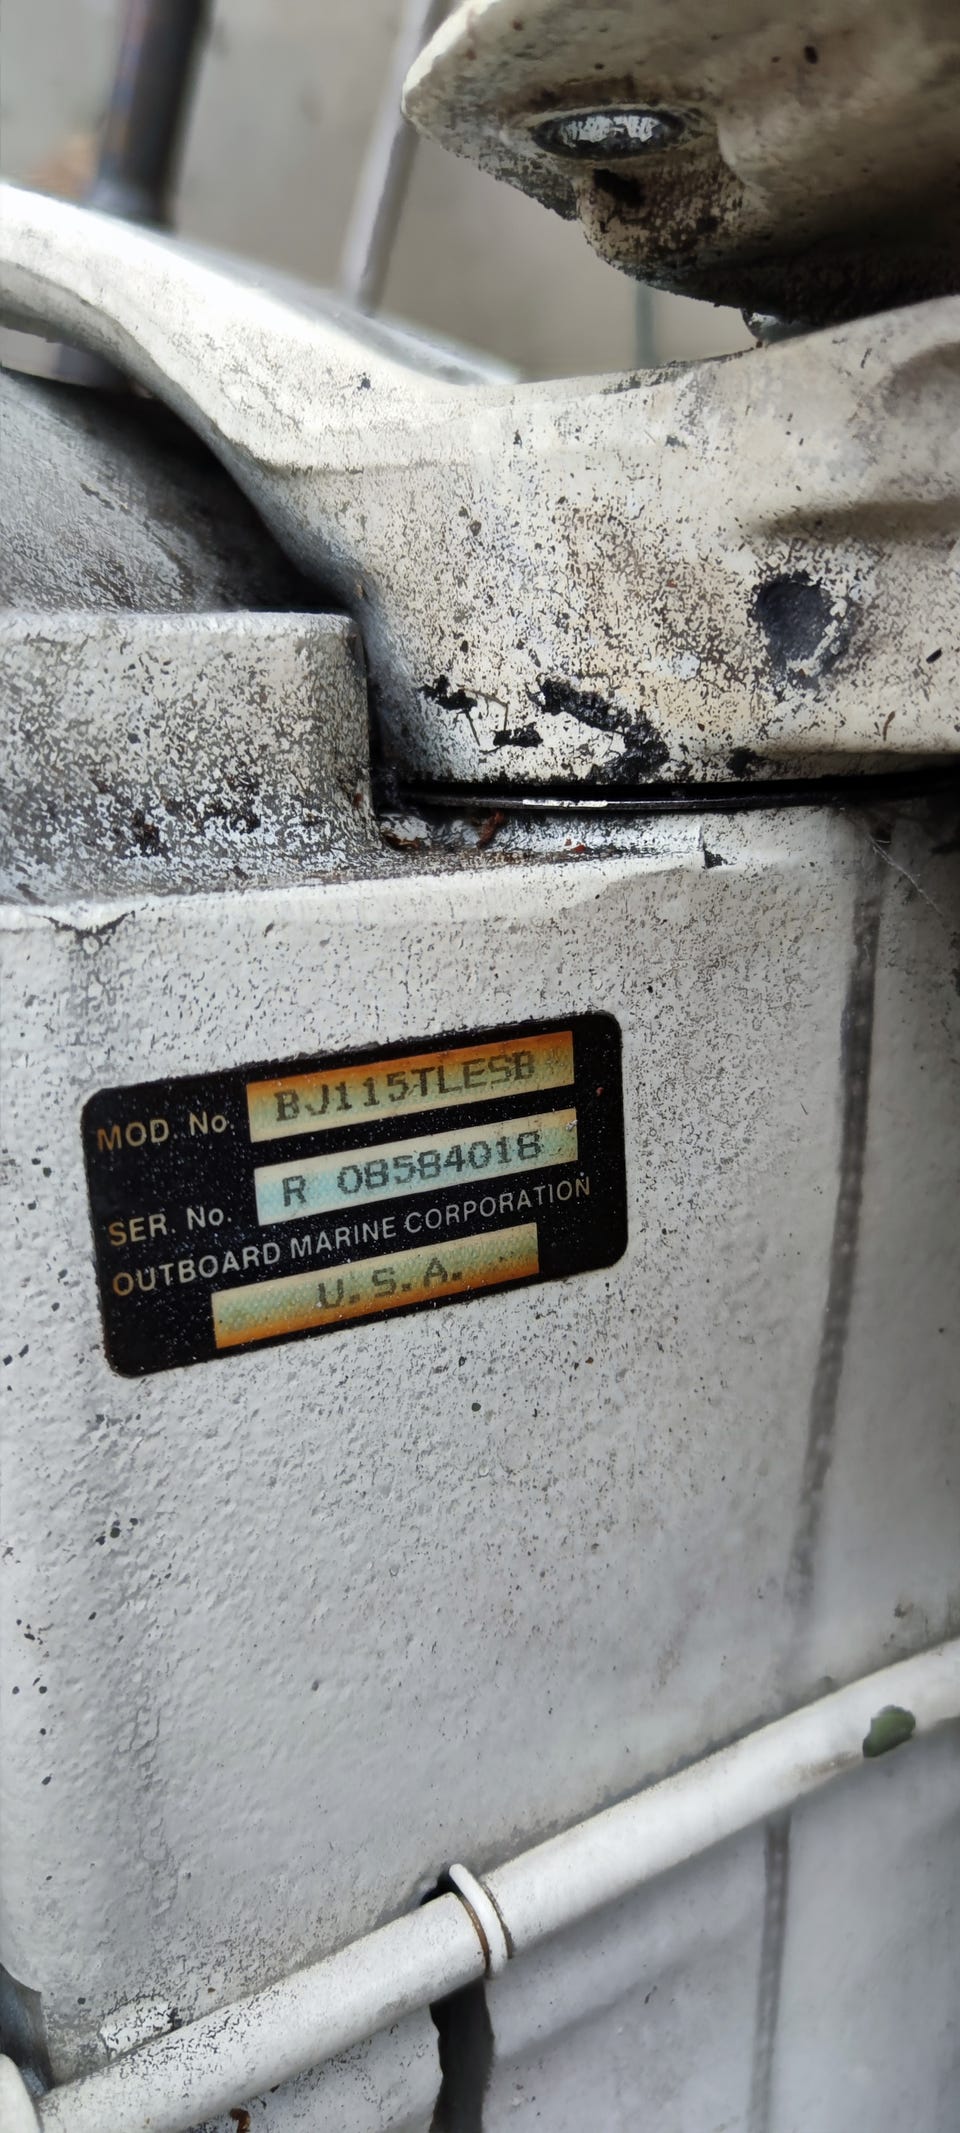 MOD. No. BJ115TLESB
SER. No. R 08584018
OUTBOARD MARINE CORPORATION
U.S.A.